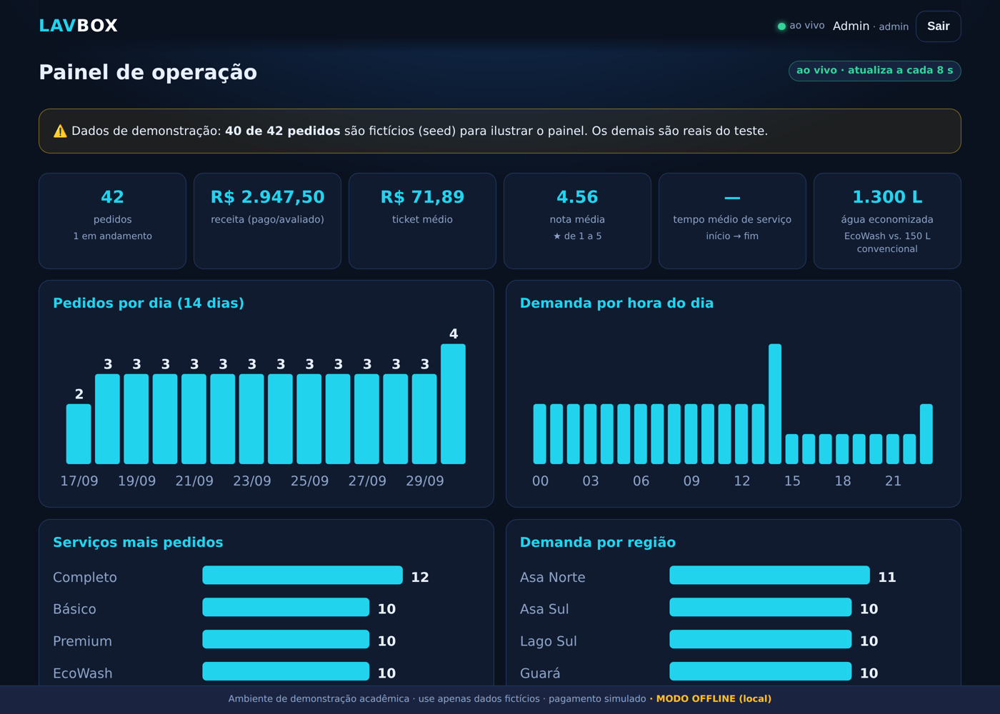 LAVBOX
ao vivo Admin · admin Sair
Painel de operação
ao vivo · atualiza a cada 8 s
⚠️ Dados de demonstração: 40 de 42 pedidos são fictícios (seed) para ilustrar o painel. Os demais são reais do teste.
42
pedidos
1 em andamento
R$ 2.947,50
receita (pago/avaliado)
R$ 71,89
ticket médio
4.56
nota média
★ de 1 a 5
—
tempo médio de serviço
início → fim
1.300 L
água economizada
EcoWash vs. 150 L
convencional
Pedidos por dia (14 dias)
2 3 3 3 3 3 3 3 3 3 3 3 3 4
17/09 19/09 21/09 23/09 25/09 27/09 29/09
Demanda por hora do dia
00 03 06 09 12 15 18 21
Serviços mais pedidos
Completo 12
Básico 10
Premium 10
EcoWash 10
Demanda por região
Asa Norte 11
Asa Sul 10
Lago Sul 10
Guará 10
Ambiente de demonstração acadêmica · use apenas dados fictícios · pagamento simulado · MODO OFFLINE (local)